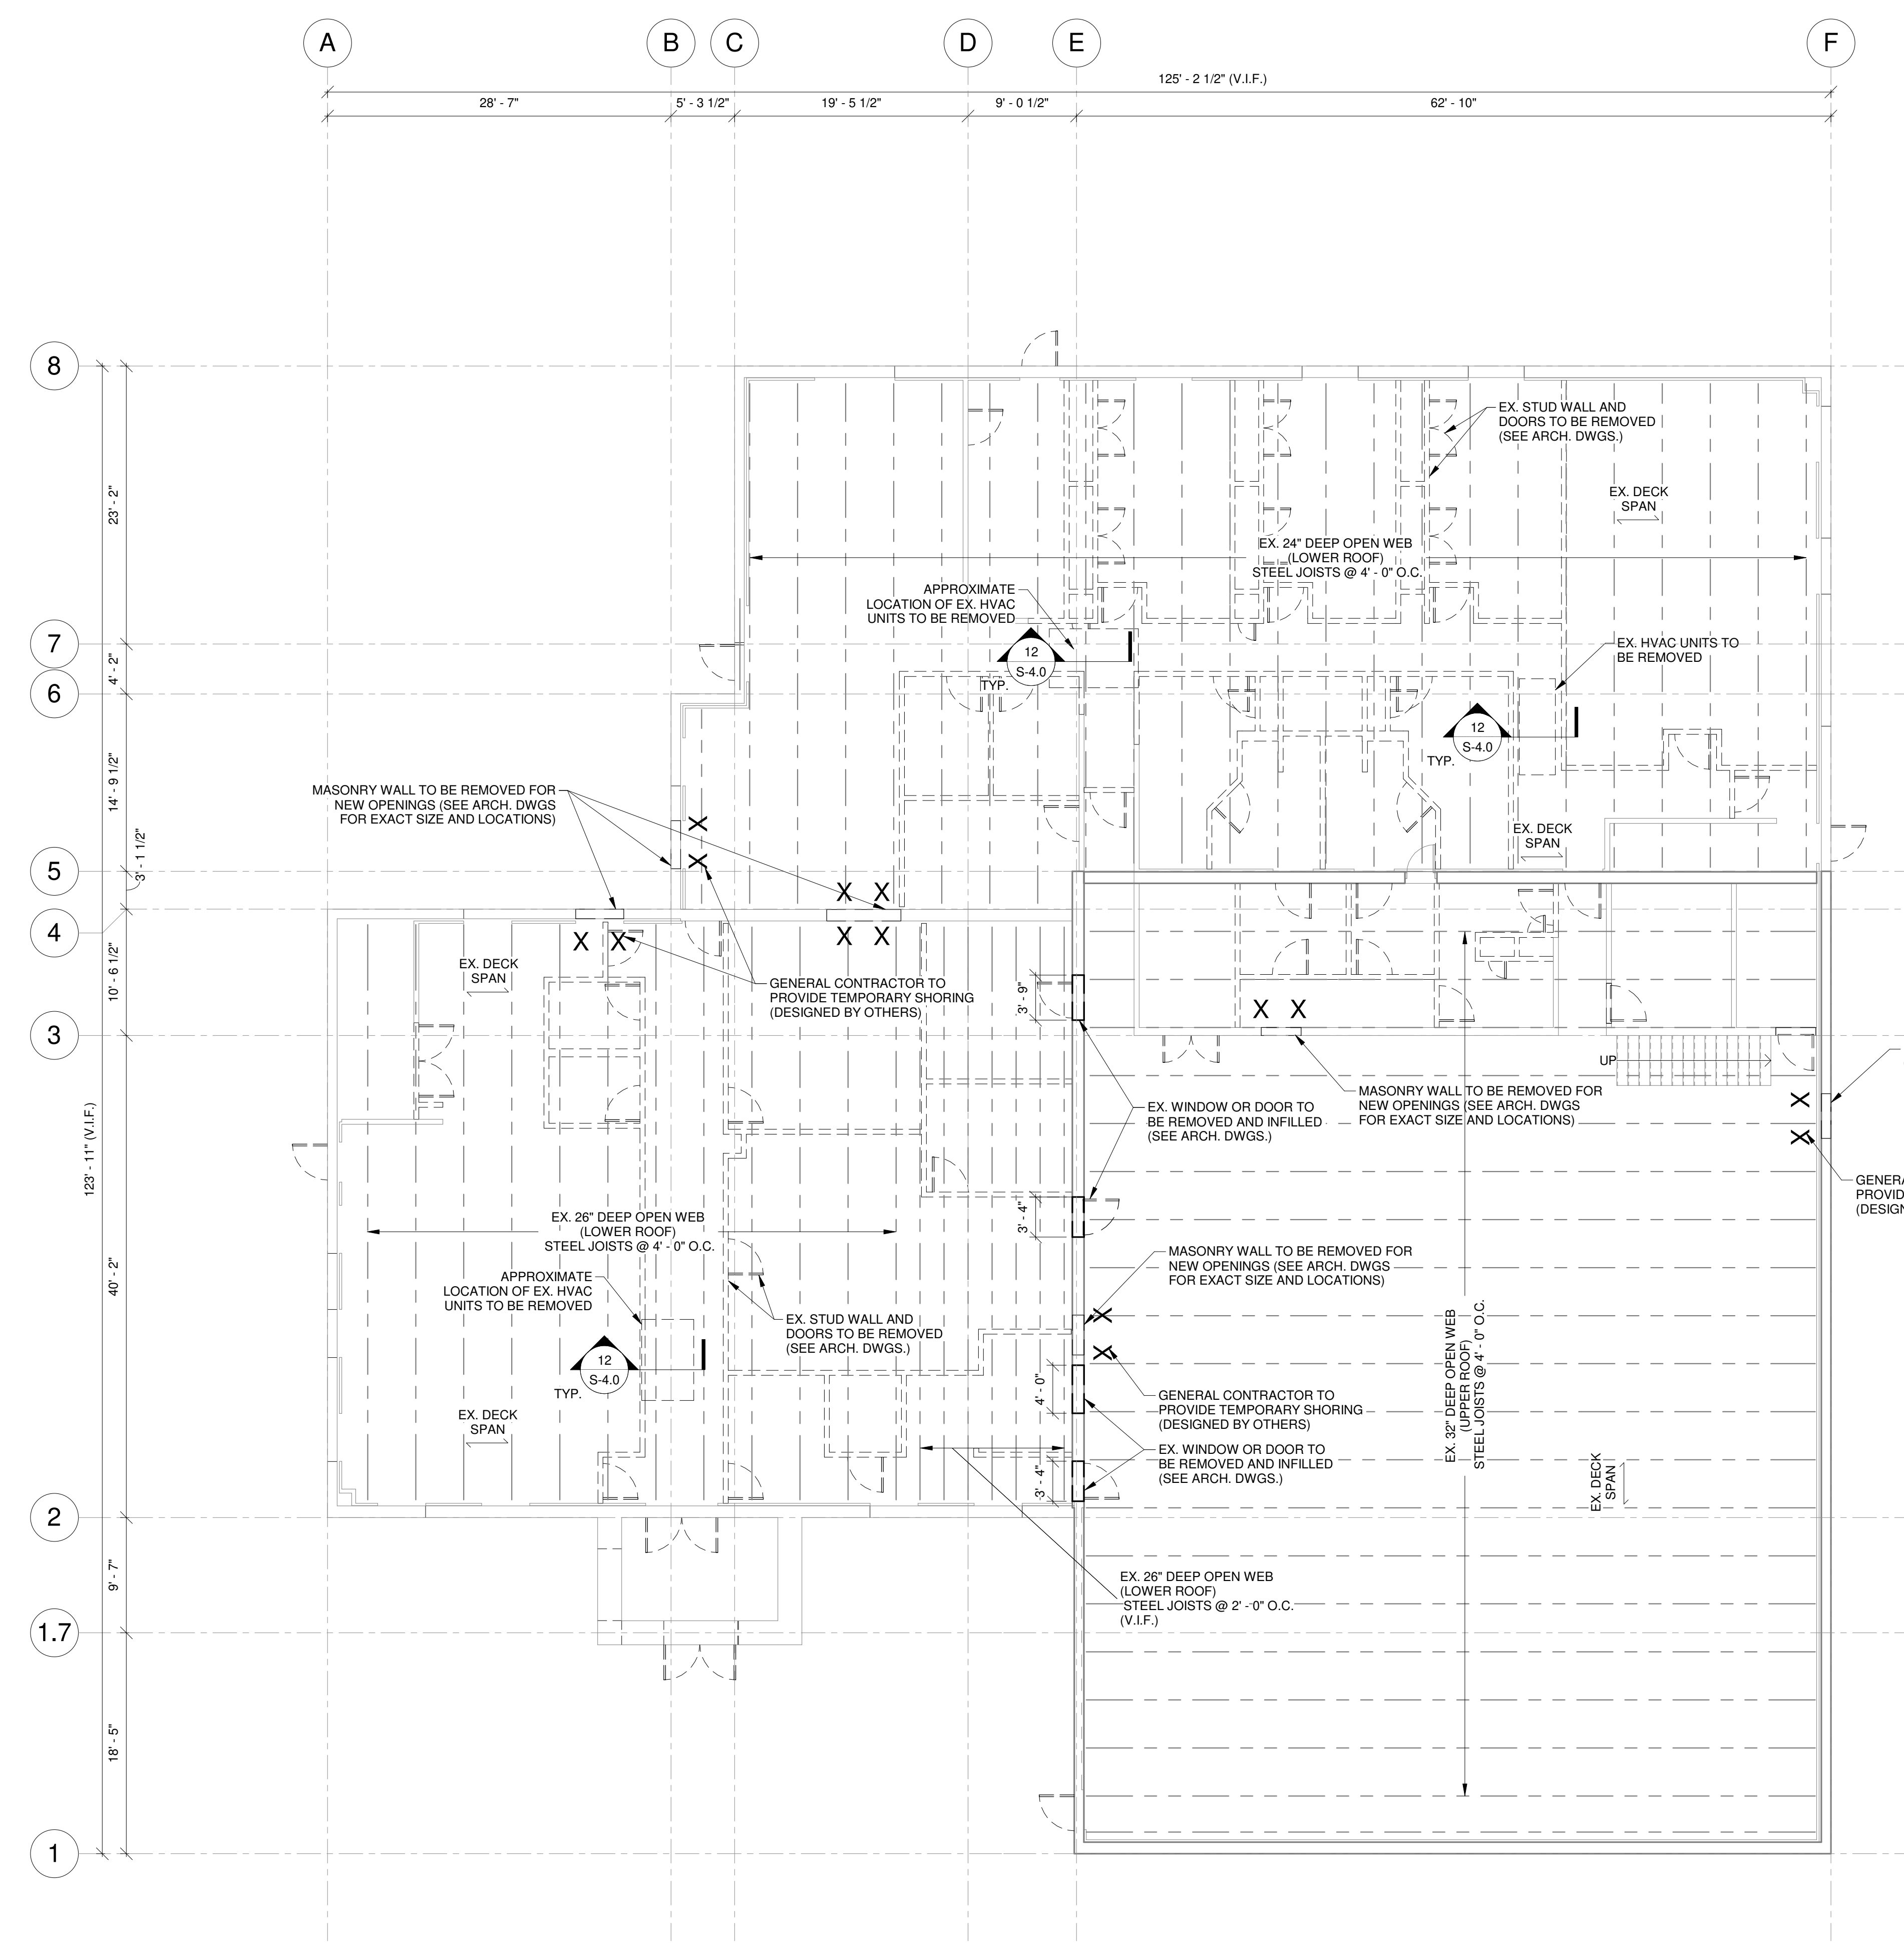 A
B
C
D
E
F
125' - 2 1/2" (V.I.F.)
28' - 7"
5' - 3 1/2"
19' - 5 1/2"
9' - 0 1/2"
62' - 10"
8
7
6
5
4
3
2
1.7
1
23' - 2"
4' - 2"
14' - 9 1/2"
3' - 1 1/2"
10' - 6 1/2"
123' - 11" (V.I.F.)
40' - 2"
9' - 7"
18' - 5"
EX. STUD WALL AND
DOORS TO BE REMOVED
(SEE ARCH. DWGS.)
EX. DECK
SPAN
EX. 24" DEEP OPEN WEB
(LOWER ROOF)
STEEL JOISTS @ 4' - 0" O.C.
APPROXIMATE
LOCATION OF EX. HVAC
UNITS TO BE REMOVED
12
S-4.0
TYP.
EX. HVAC UNITS TO
BE REMOVED
12
S-4.0
TYP.
MASONRY WALL TO BE REMOVED FOR
NEW OPENINGS (SEE ARCH. DWGS
FOR EXACT SIZE AND LOCATIONS)
X
X
EX. DECK
SPAN
X X
X X
X X
EX. DECK
SPAN
GENERAL CONTRACTOR TO
PROVIDE TEMPORARY SHORING
(DESIGNED BY OTHERS)
3' - 9"
X X
UP
MASONRY WALL TO BE REMOVED FOR
NEW OPENINGS (SEE ARCH. DWGS
FOR EXACT SIZE AND LOCATIONS)
X
X
EX. WINDOW OR DOOR TO
BE REMOVED AND INFILLED
(SEE ARCH. DWGS.)
GENERA
PROVID
(DESIGN
3' - 4"
EX. 26" DEEP OPEN WEB
(LOWER ROOF)
STEEL JOISTS @ 4' - 0" O.C.
MASONRY WALL TO BE REMOVED FOR
NEW OPENINGS (SEE ARCH. DWGS
FOR EXACT SIZE AND LOCATIONS)
APPROXIMATE
LOCATION OF EX. HVAC
UNITS TO BE REMOVED
EX. STUD WALL AND
DOORS TO BE REMOVED
(SEE ARCH. DWGS.)
X
X
12
S-4.0
TYP.
4' - 0"
GENERAL CONTRACTOR TO
PROVIDE TEMPORARY SHORING
(DESIGNED BY OTHERS)
EX. 32" DEEP OPEN WEB
(UPPER ROOF)
STEEL JOISTS @ 4' - 0" O.C.
EX. DECK
SPAN
EX. WINDOW OR DOOR TO
BE REMOVED AND INFILLED
(SEE ARCH. DWGS.)
3' - 4"
EX. DECK
SPAN
EX. 26" DEEP OPEN WEB
(LOWER ROOF)
STEEL JOISTS @ 2' - 0" O.C.
(V.I.F.)